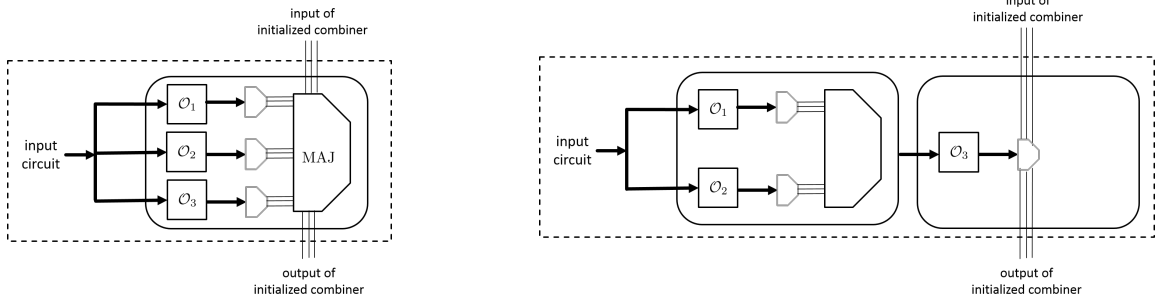 input of
initialized combiner
input
circuit
𝒪₁
𝒪₂
𝒪₃
MAJ
output of
initialized combiner
input of
initialized combiner
input
circuit
𝒪₁
𝒪₂
𝒪₃
output of
initialized combiner